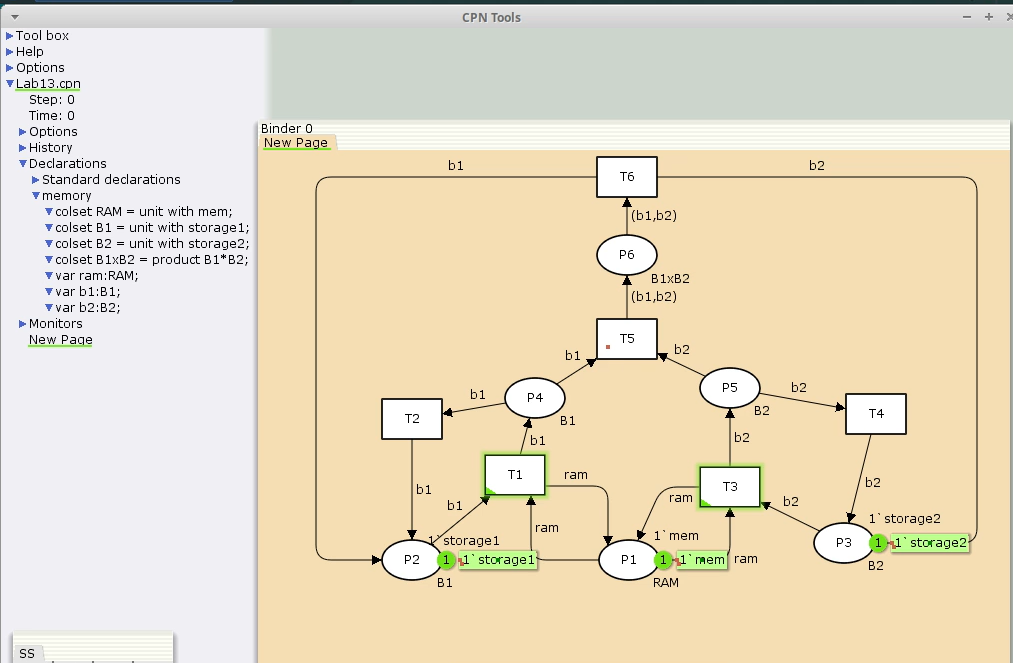 CPN Tools
Tool box
Help
Options
Lab13.cpn
Step: 0
Time: 0
Options
History
Declarations
Standard declarations
memory
colset RAM = unit with mem;
colset B1 = unit with storage1;
colset B2 = unit with storage2;
colset B1xB2 = product B1*B2;
var ram:RAM;
var b1:B1;
var b2:B2;
Monitors
New Page
SS
Binder 0
New Page
b1
T6
b2
(b1,b2)
P6
B1xB2
(b1,b2)
T5
b1
b2
b1
P4
B1
P5
B2
b2
T2
T4
b1
b2
T1
ram
ram
T3
b1
b1
b2
b2
ram
1`storage1
1`mem
1`storage2
P2
1
1`storage1
B1
P1
1
1`mem
ram
RAM
P3
1
1`storage2
B2